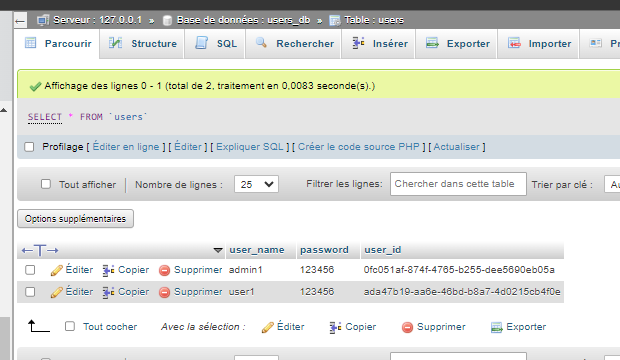 Serveur : 127.0.0.1 » Base de données : users_db » Table : users
Parcourir Structure SQL Rechercher Insérer Exporter Importer
Affichage des lignes 0 - 1 (total de 2, traitement en 0,0083 seconde(s).)
SELECT * FROM `users`
Profilage [ Éditer en ligne ] [ Éditer ] [ Expliquer SQL ] [ Créer le code source PHP ] [ Actualiser ]
Tout afficher Nombre de lignes : 25 Filtrer les lignes: Chercher dans cette table Trier par clé :
Options supplémentaires
←T→ user_name password user_id
Éditer Copier Supprimer admin1 123456 0fc051af-874f-4765-b255-dee5690eb05a
Éditer Copier Supprimer user1 123456 ada47b19-aa6e-46bd-b8a7-4d0215cb4f0e
Tout cocher Avec la sélection : Éditer Copier Supprimer Exporter